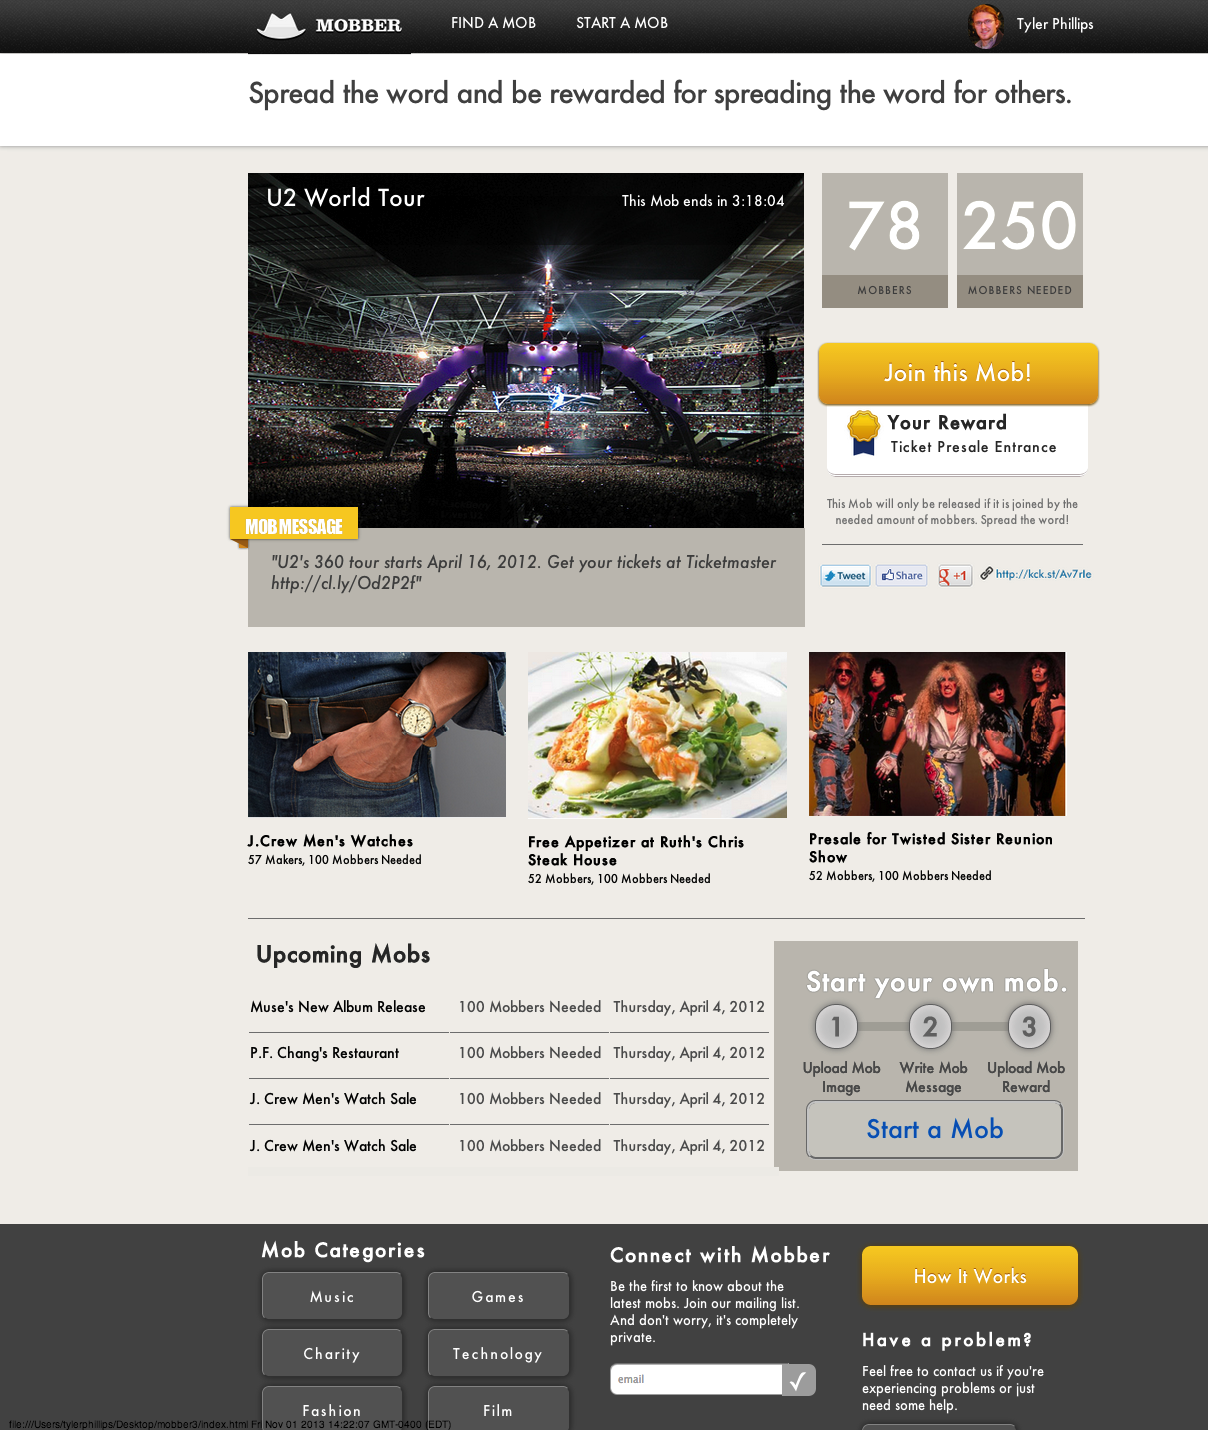 MOBBER
FIND A MOB
START A MOB
Tyler Phillips
Spread the word and be rewarded for spreading the word for others.
U2 World Tour
This Mob ends in 3:18:04
78
MOBBERS
250
MOBBERS NEEDED
Join this Mob!
Your Reward
Ticket Presale Entrance
This Mob will only be released if it is joined by the
needed amount of mobbers. Spread the word!
Tweet
Share
g +1
http://kck.st/Av7rIe
MOB MESSAGE
"U2's 360 tour starts April 16, 2012. Get your tickets at Ticketmaster
http://cl.ly/Od2P2f"
J.Crew Men's Watches
57 Makers, 100 Mobbers Needed
Free Appetizer at Ruth's Chris
Steak House
52 Mobbers, 100 Mobbers Needed
Presale for Twisted Sister Reunion
Show
52 Mobbers, 100 Mobbers Needed
Upcoming Mobs
Muse's New Album Release 100 Mobbers Needed Thursday, April 4, 2012
P.F. Chang's Restaurant 100 Mobbers Needed Thursday, April 4, 2012
J. Crew Men's Watch Sale 100 Mobbers Needed Thursday, April 4, 2012
J. Crew Men's Watch Sale 100 Mobbers Needed Thursday, April 4, 2012
Start your own mob.
1 2 3
Upload Mob
Image
Write Mob
Message
Upload Mob
Reward
Start a Mob
Mob Categories
Music
Games
Charity
Technology
Fashion
Film
Connect with Mobber
Be the first to know about the
latest mobs. Join our mailing list.
And don't worry, it's completely
private.
email
How It Works
Have a problem?
Feel free to contact us if you're
experiencing problems or just
need some help.
file:///Users/tylerphillips/Desktop/mobber3/index.html Fri Nov 01 2013 14:22:07 GMT-0400 (EDT)